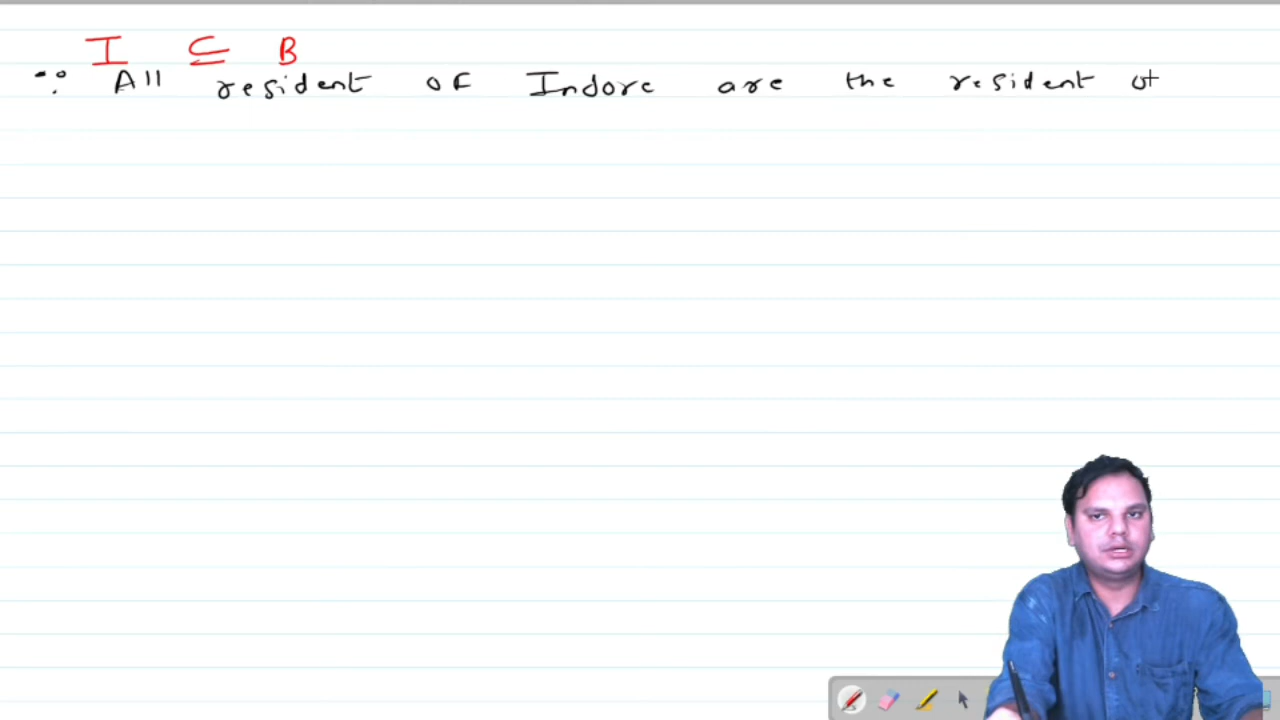 I ⊆ B
∵ All resident of Indore are the resident of